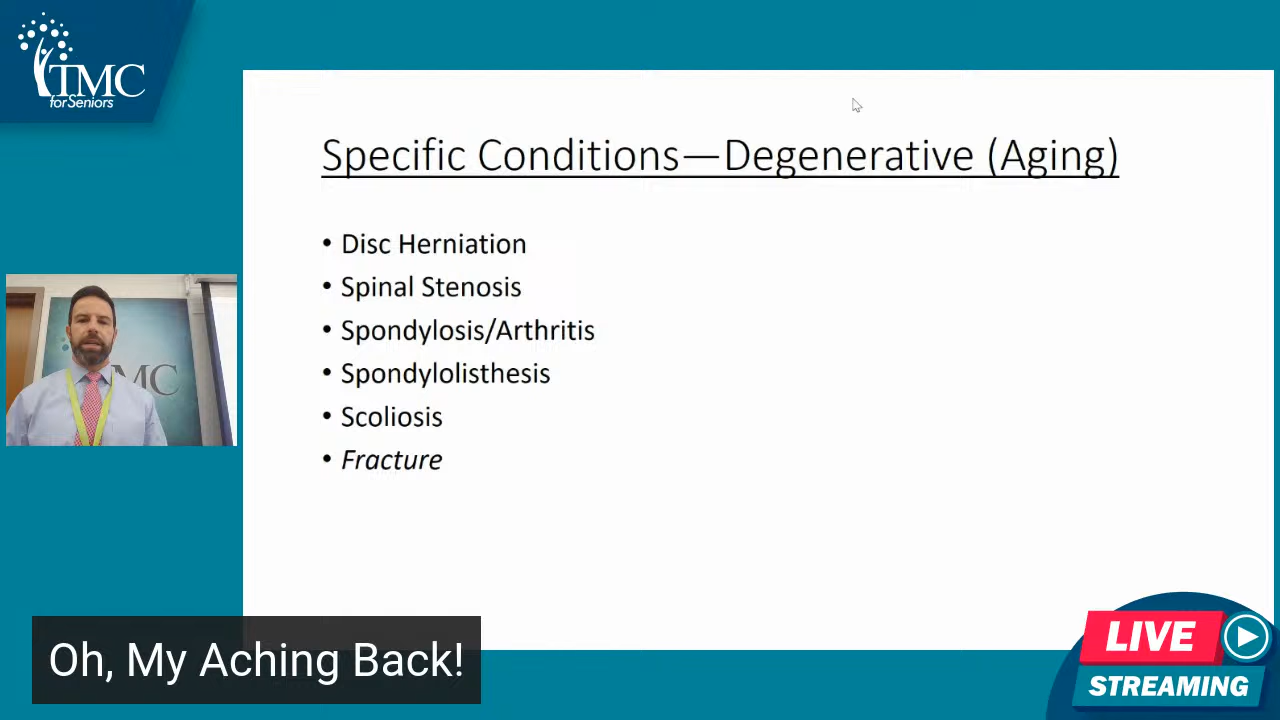 TMC
for Seniors
Specific Conditions—Degenerative (Aging)
• Disc Herniation
• Spinal Stenosis
• Spondylosis/Arthritis
• Spondylolisthesis
• Scoliosis
• Fracture
MC
Oh, My Aching Back!
LIVE
STREAMING